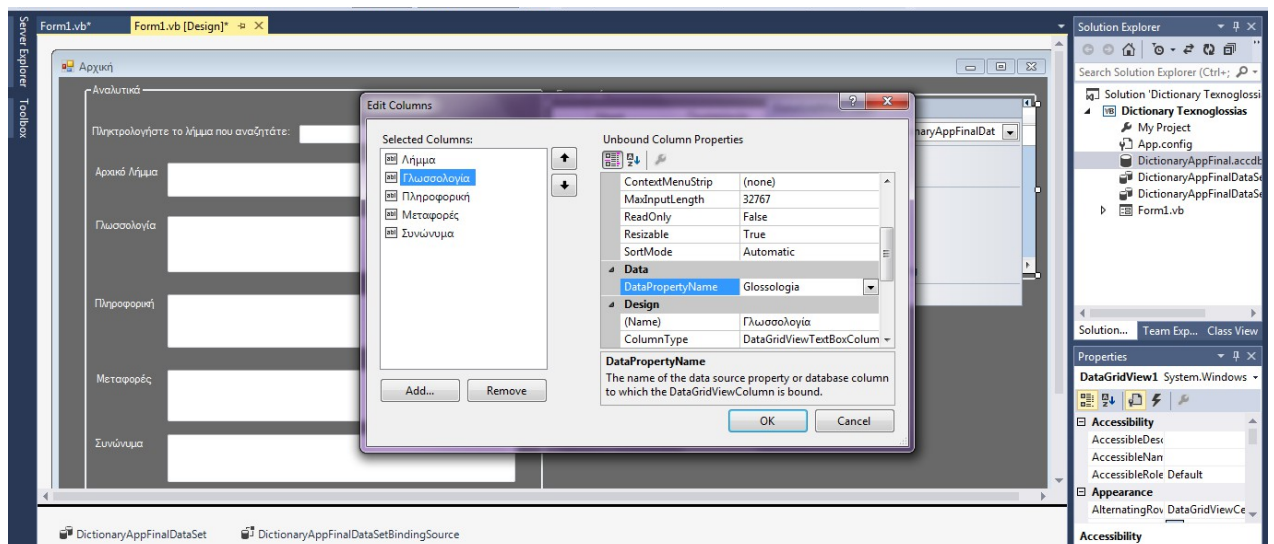 Server Explorer
Toolbox
Form1.vb*
Form1.vb [Design]*
Αρχική
Αναλυτικά
Πληκτρολογήστε το λήμμα που αναζητάτε:
Αρχικό Λήμμα
Γλωσσολογία
Πληροφορική
Μεταφορές
Συνώνυμα
naryAppFinalDat
Edit Columns
Selected Columns:
Λήμμα
Γλωσσολογία
Πληροφορική
Μεταφορές
Συνώνυμα
Add...
Remove
Unbound Column Properties
ContextMenuStrip (none)
MaxInputLength 32767
ReadOnly False
Resizable True
SortMode Automatic
Data
DataPropertyName Glossologia
Design
(Name) Γλωσσολογία
ColumnType DataGridViewTextBoxColum
DataPropertyName
The name of the data source property or database column
to which the DataGridViewColumn is bound.
OK
Cancel
DictionaryAppFinalDataSet
DictionaryAppFinalDataSetBindingSource
Solution Explorer
Search Solution Explorer (Ctrl+;
Solution 'Dictionary Texnoglossi
Dictionary Texnoglossias
My Project
App.config
DictionaryAppFinal.accdb
DictionaryAppFinalDataSe
DictionaryAppFinalDataSe
Form1.vb
Solution...
Team Exp...
Class View
Properties
DataGridView1 System.Windows
Accessibility
AccessibleDesc
AccessibleNam
AccessibleRole Default
Appearance
AlternatingRov DataGridViewCe
Accessibility